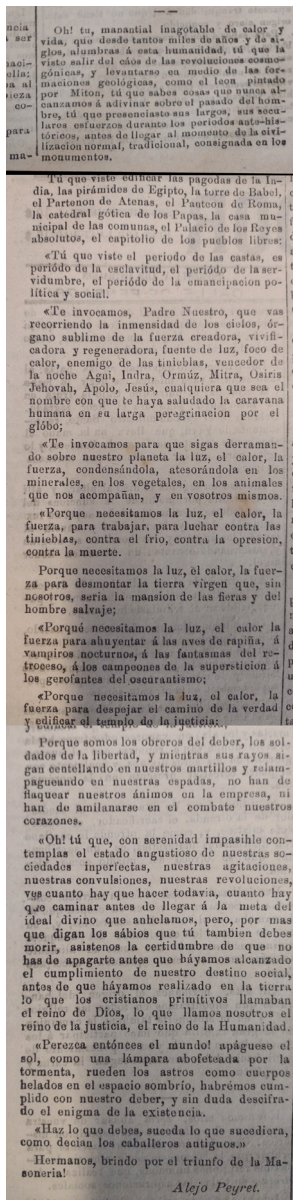 Oh! tu, manantial inagotable de calor y
vida, que desde tantos miles de años y de si-
glos, alumbras á esta humanidad, tú que la
viste salir del cáos de las revoluciones cosmo-
gónicas, y levantarse en medio de las for-
maciones geológicas, como el leon pintado
por Miton, tú que sabes cosas que nunca al-
canzamos á adivinar sobre el pasado del hom-
bre, tú que presenciaste sus largos, sus secu-
lares esfuerzos durante los periodos ante-his-
tóricos, antes de llegar al momento de la civi-
lizacion normal, tradicional, consignada en los
monumentos.
Tú que viste edificar las pagodas de la In-
dia, las pirámides de Egipto, la torre de Babel,
el Partenon de Atenas, el Panteon de Roma,
la catedral gótica de los Papas, la casa mu-
nicipal de las comunas, el Palacio de los Reyes
absolutos, el capitolio de los pueblos libres:
«Tú que viste el periodo de las castas, es
periódo de la esclavitud, el periódo de la ser-
vidumbre, el periódo de la emancipacion po-
lítica y social.
«Te invocamos, Padre Nuestro, que vas
recorriendo la inmensidad de los cielos, ór-
gano sublime de la fuerza creadora, vivifi-
cadora y regeneradora, fuente de luz, foco de
calor, enemigo de las tinieblas, vencedor de
la noche Agni, Indra, Ormúz, Mitra, Osiris
Jehovah, Apolo, Jesús, cualquiera que sea el
nombre con que te haya saludado la caravana
humana en su larga peregrinacion por el
glóbo;
«Te invocamos para que sigas derraman-
do sobre nuestro planeta la luz, el calor, la
fuerza, condensándola, atesorándola en los
minerales, en los vegetales, en los animales
que nos acompañan, y en vosotros mismos.
«Porque necesitamos la luz, el calor, la
fuerza, para trabajar, para luchar contra las
tinieblas, contra el frio, contra la opresion,
contra la muerte.
Porque necesitamos la luz, el calor, la fuer-
za para desmontar la tierra virgen que, sin
nosotros, seria la mansion de las fieras y del
hombre salvaje;
«Porqué necesitamos la luz, el calor la
fuerza para ahuyentar á las aves de rapiña, á
vampiros nocturnos, á las fantasmas del re-
troceso, á los campeones de la supersticion á
los gerofantes del oscurantismo;
«Porque necesitamos la luz, el calor, la
fuerza para despejar el camino de la verdad
y edificar el templo de la justicia;
Porque somos los obreros del deber, los sol-
dados de la libertad, y mientras sus rayos si-
gan centellando en nuestros martillos y relam-
pagueando en nuestras espadas, no han de
flaquear nuestros ánimos en la empresa, ni
han de amilanarse en el combate nuestros
corazones.
«Oh! tú que, con serenidad impasible con-
templas el estado angustioso de nuestras so-
ciedades inperfectas, nuestras agitaciones,
nuestras convulsiones, nuestras revoluciones,
ves cuanto hay que hacer todavia, cuanto hay
que caminar antes de llegar á la meta del
ideal divino que anhelamos, pero, por mas
que digan los sábios que tú tambien debes
morir, asistenos la certidumbre de que no
has de apagarte antes que báyamos alcanzado
el cumplimiento de nuestro destino social,
antes de que háyamos realizado en la tierra
lo que los cristianos primítivos llamaban
el reino de Dios, lo que llamos nosotros el
reino de la justicia, el reino de la Humanidad.
«Perezca entónces el mundo! apáguese el
sol, como una lámpara abofeteada por la
tormenta, rueden los astros como cuerpos
helados en el espacio sombrío, habrémos cum-
plido con nuestro deber, y sin duda descifra-
do el enigma de la existencia.
«Haz lo que debes, suceda lo que sucediera,
como decian los caballeros antiguos.»
Hermanos, brindo por el triunfo de la Ma-
soneria!
Alejo Peyret.